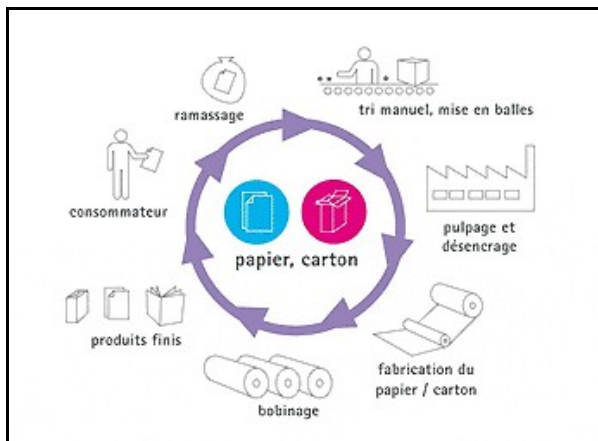 ramassage
tri manuel, mise en balles
consommateur
papier, carton
pulpage et
désencrage
produits finis
fabrication du
papier / carton
bobinage